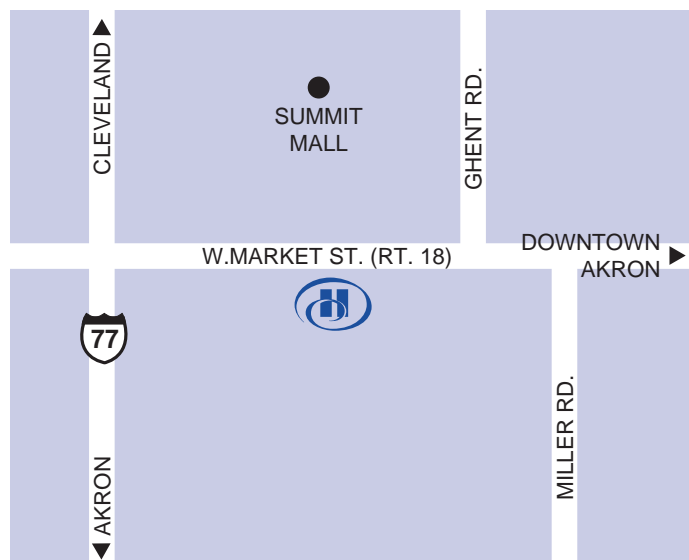 CLEVELAND
SUMMIT
MALL
GHENT RD.
W.MARKET ST. (RT. 18)
DOWNTOWN
AKRON
77
H
AKRON
MILLER RD.